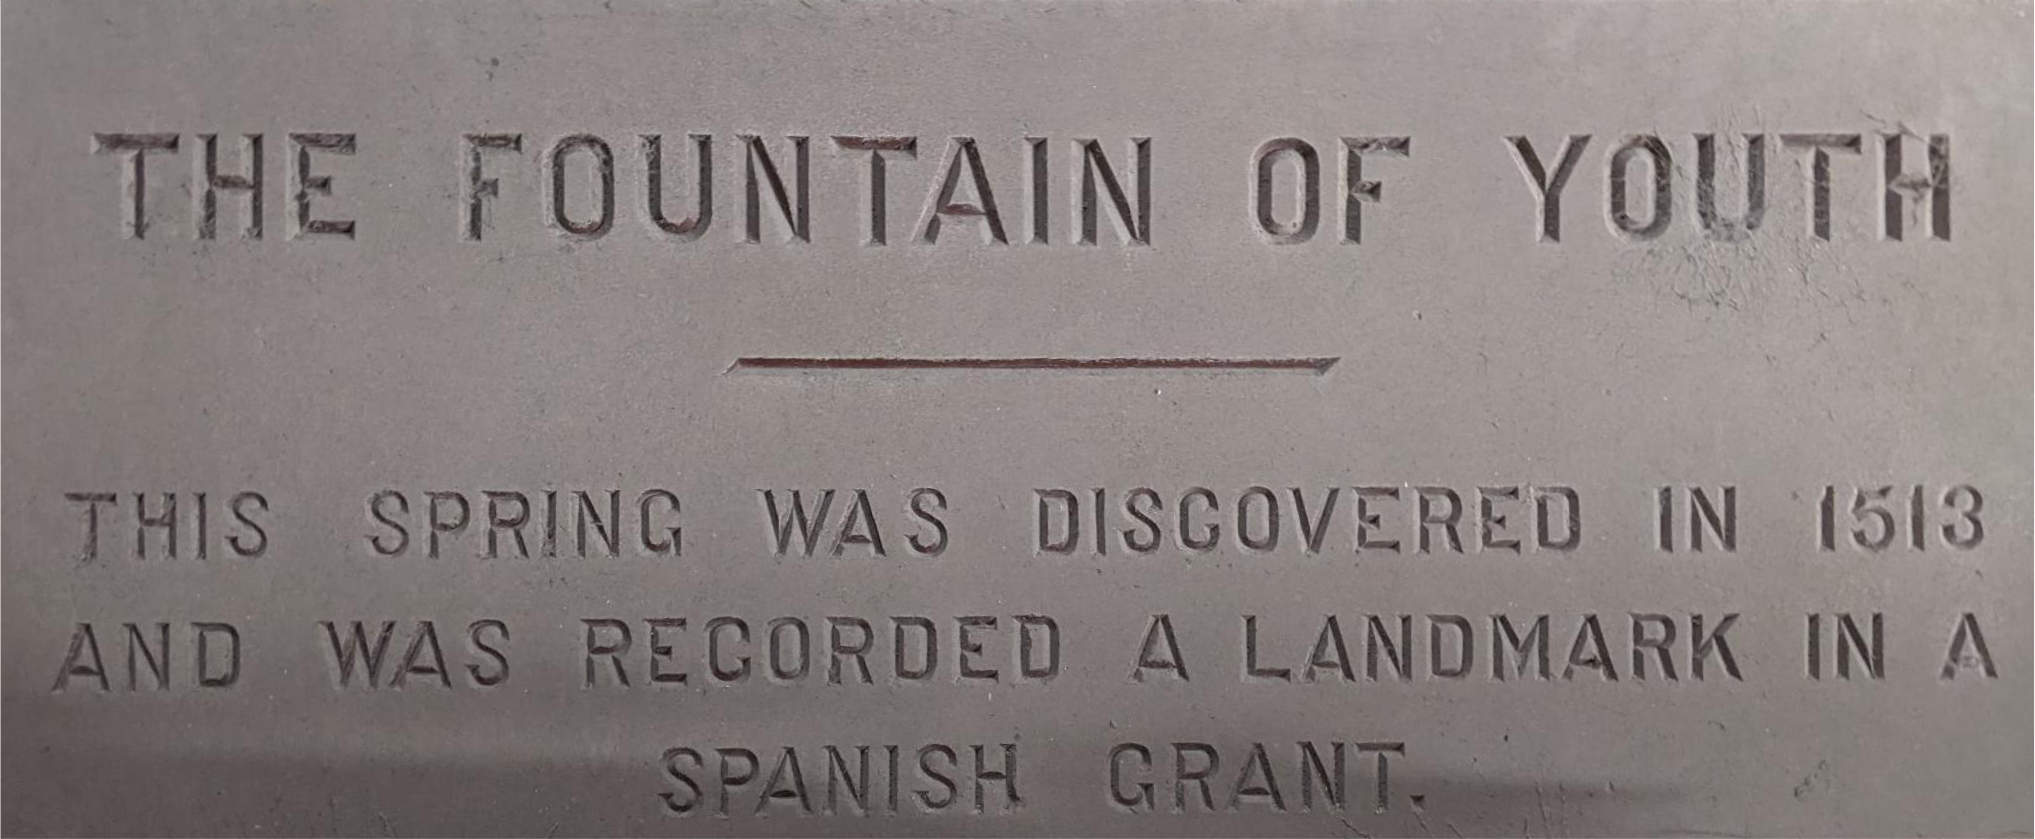 THE FOUNTAIN OF YOUTH
THIS SPRING WAS DISCOVERED IN 1513
AND WAS RECORDED A LANDMARK IN A
SPANISH GRANT.